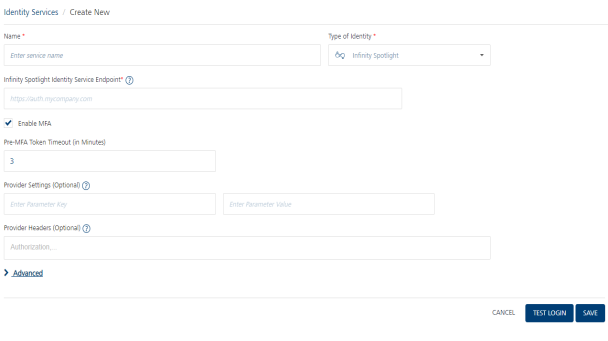 Identity Services / Create New
Name *
Type of Identity *
Enter service name
Infinity Spotlight
Infinity Spotlight Identity Service Endpoint*
https://auth.mycompany.com
Enable MFA
Pre-MFA Token Timeout (in Minutes)
3
Provider Settings (Optional)
Enter Parameter Key
Enter Parameter Value
Provider Headers (Optional)
Authorization,...
Advanced
CANCEL
TEST LOGIN
SAVE